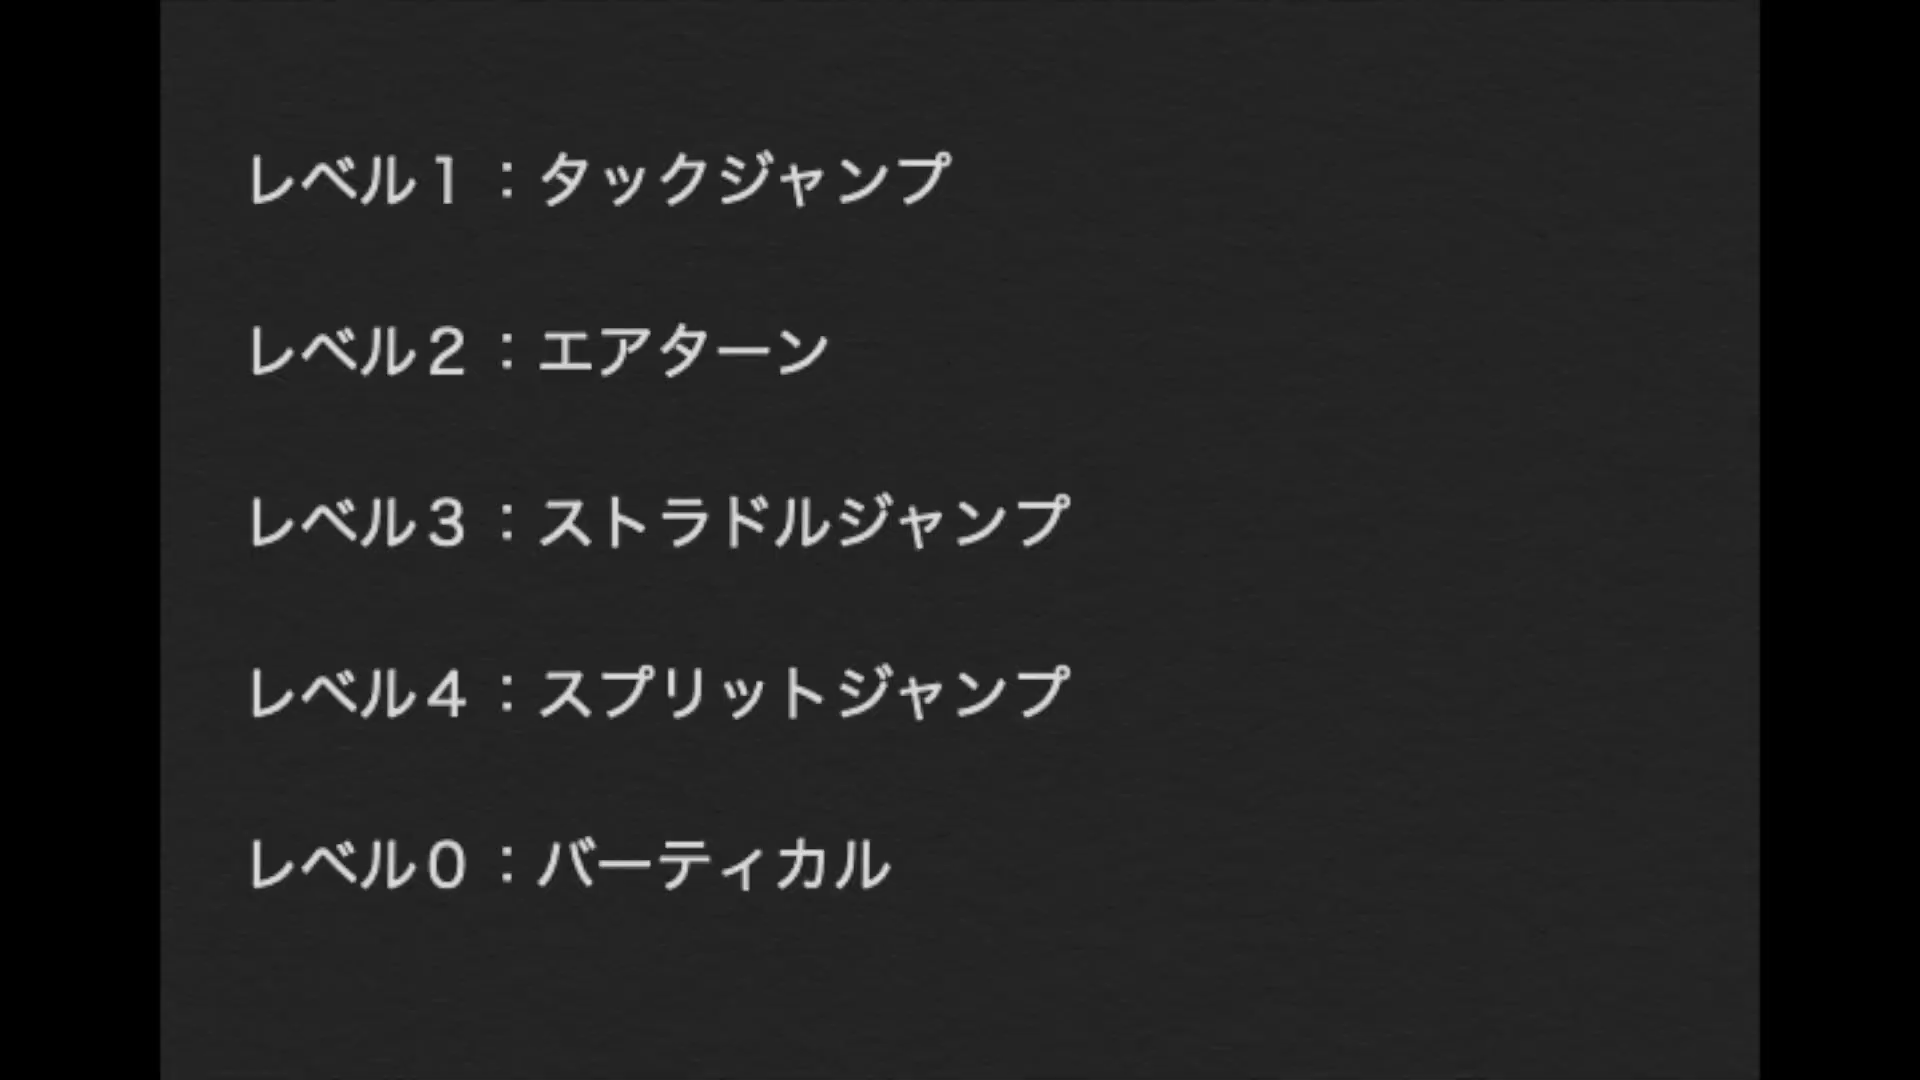 レベル１：タックジャンプ
レベル２：エアターン
レベル３：ストラドルジャンプ
レベル４：スプリットジャンプ
レベル０：バーティカル